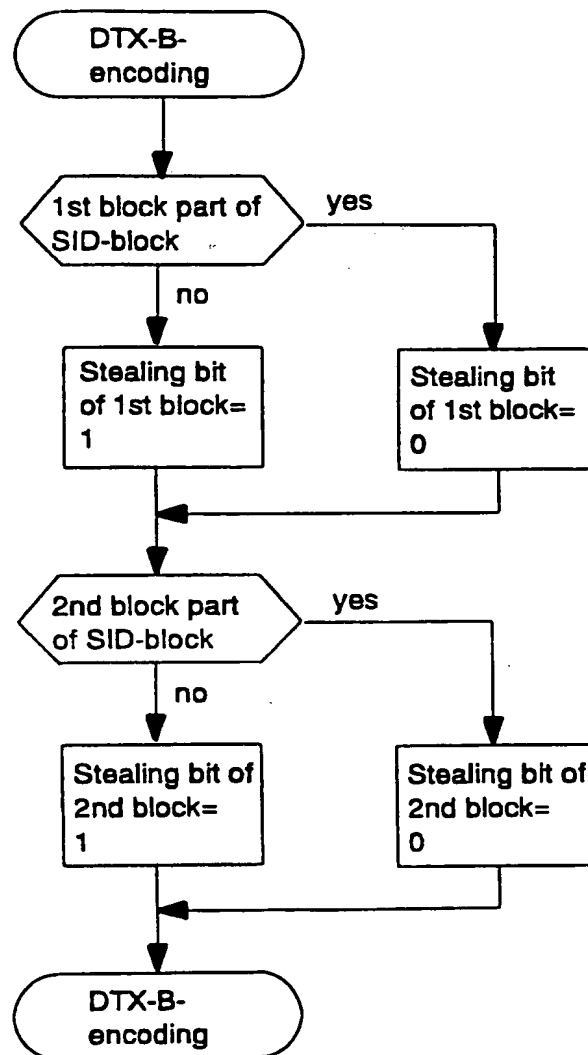 DTX-B-
encoding
1st block part of
SID-block
yes
no
Stealing bit
of 1st block=
1
Stealing bit
of 1st block=
0
2nd block part
of SID-block
yes
no
Stealing bit of
2nd block=
1
Stealing bit of
2nd block=
0
DTX-B-
encoding